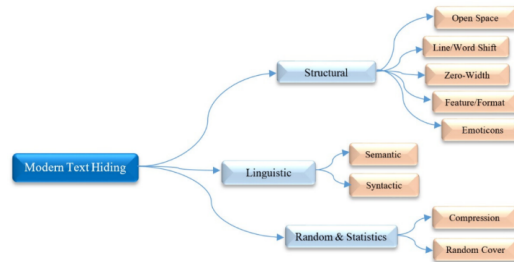 Modern Text Hiding
Structural
Open Space
Line/Word Shift
Zero-Width
Feature/Format
Emoticons
Linguistic
Semantic
Syntactic
Random & Statistics
Compression
Random Cover